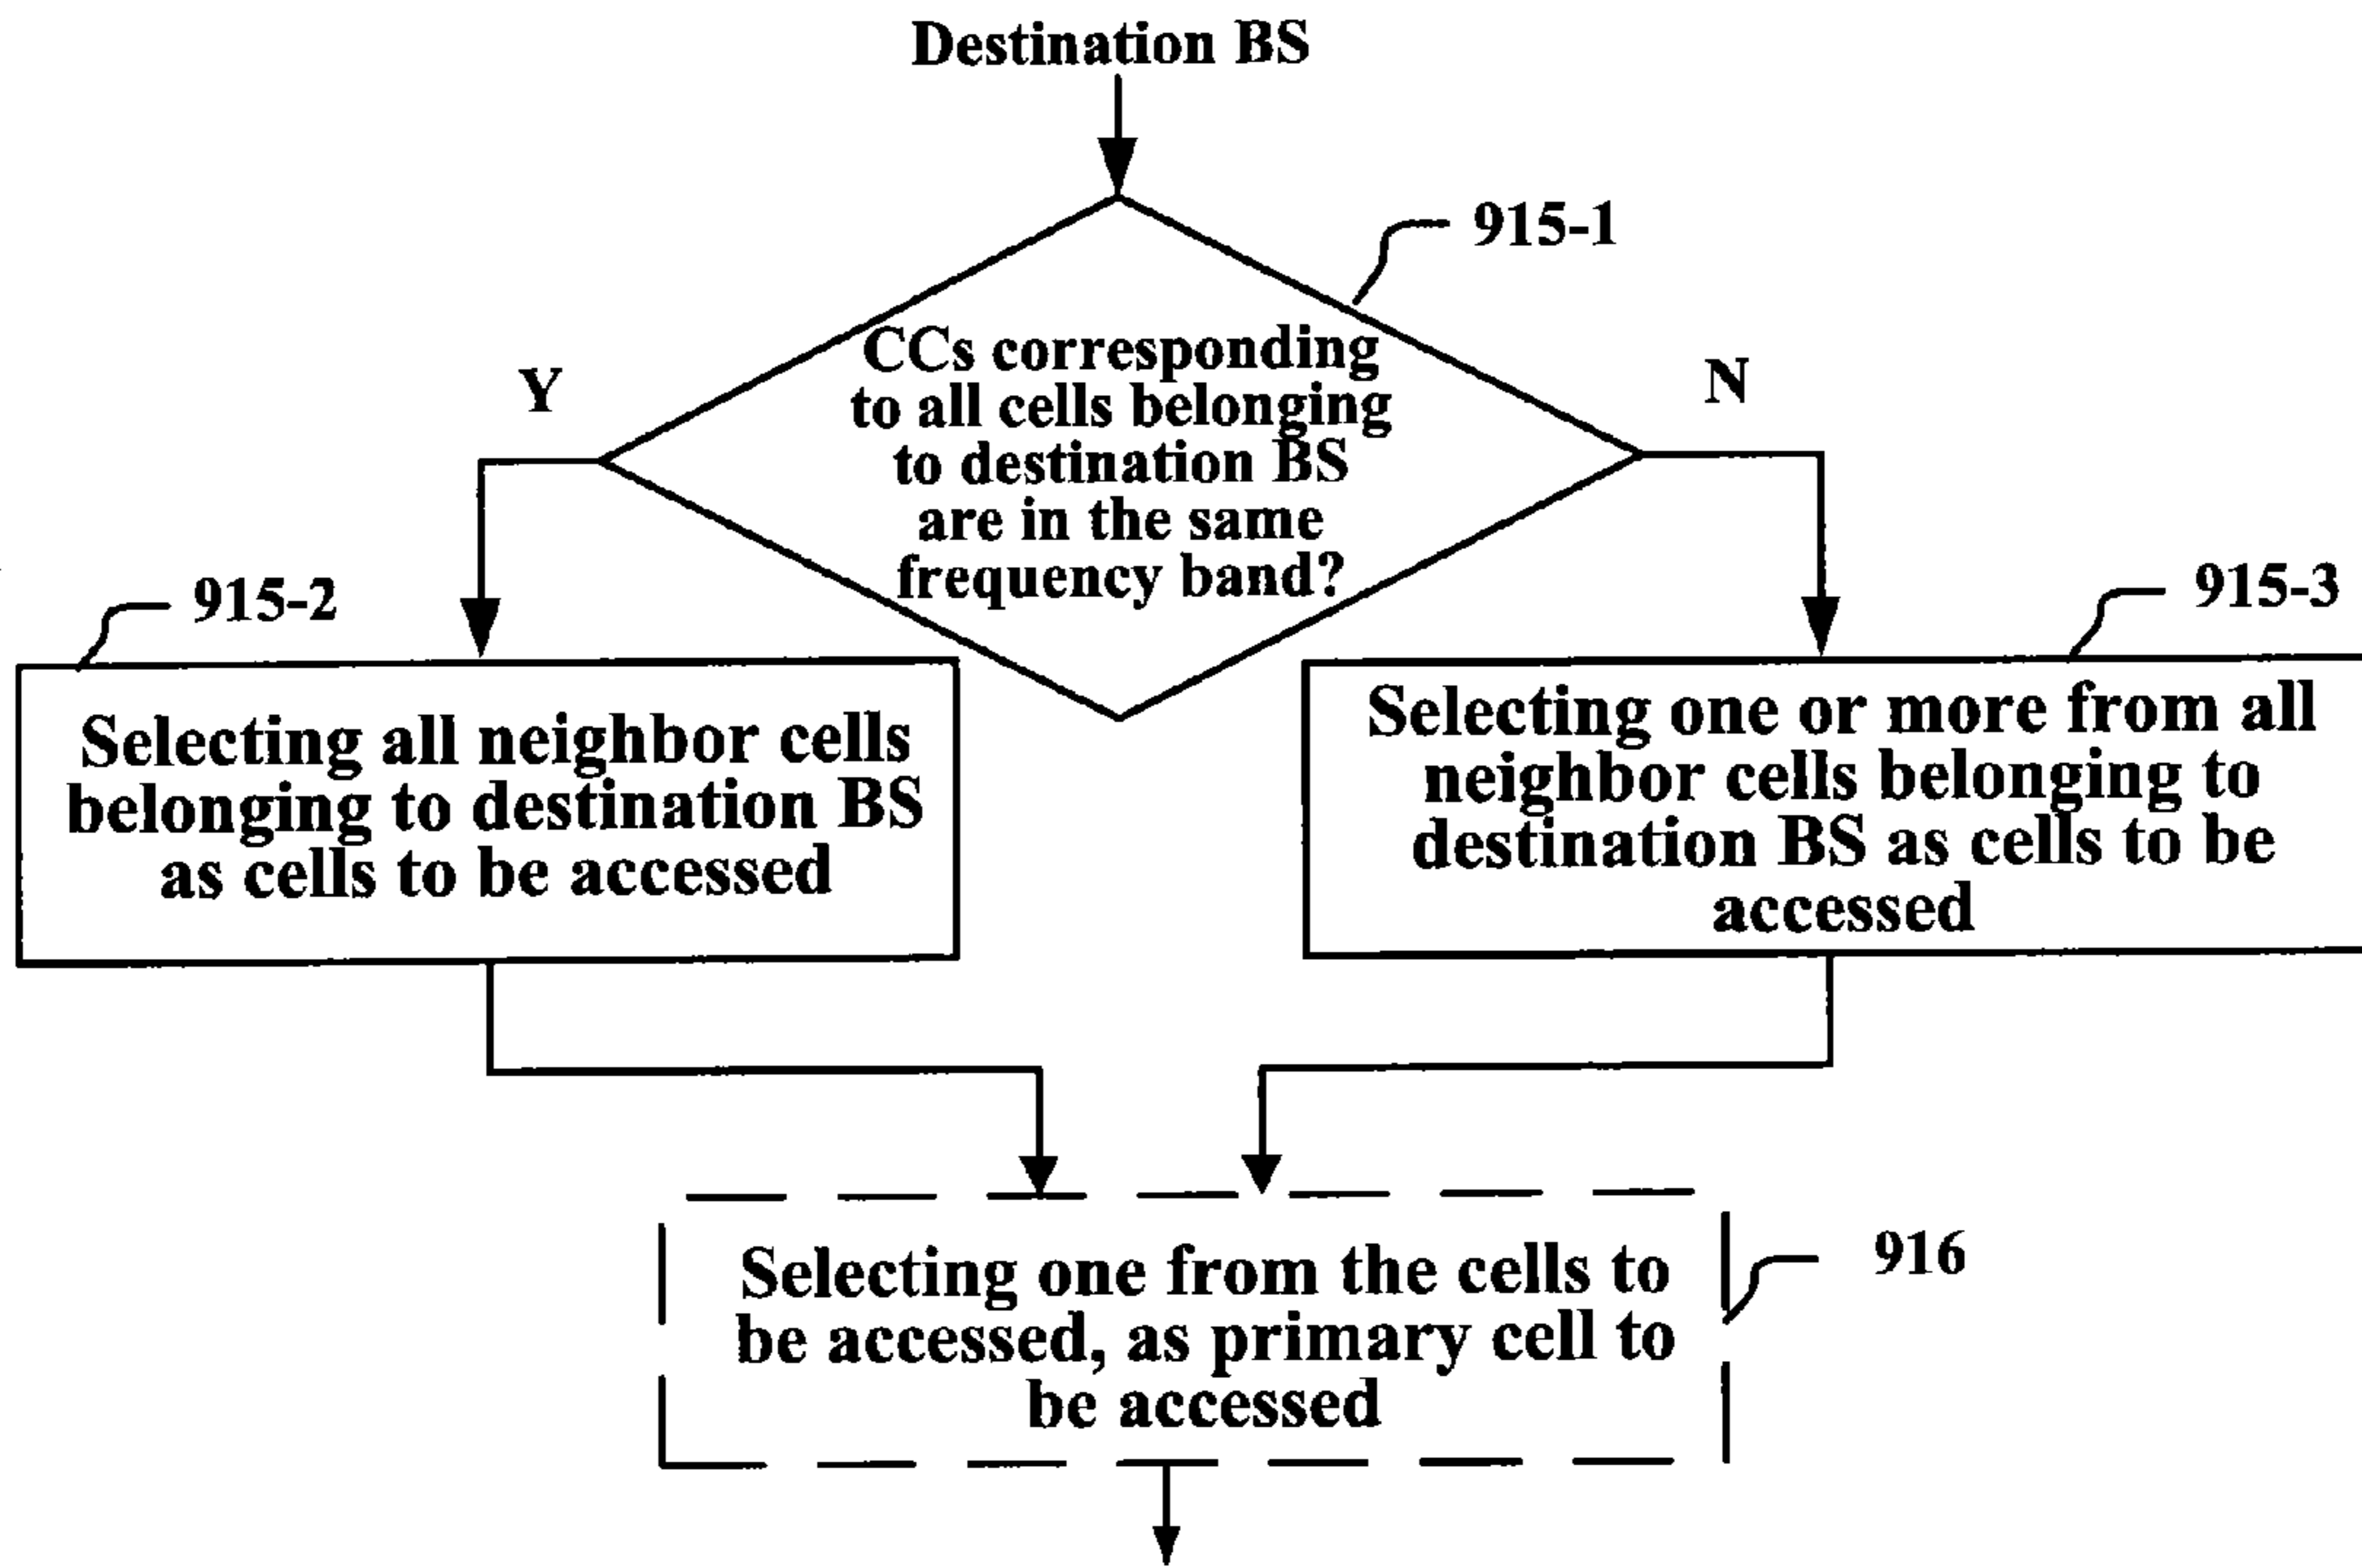 Destination BS
915-1
CCs corresponding
to all cells belonging
to destination BS
are in the same
frequency band?
Y
N
915-2
915-3
Selecting all neighbor cells
belonging to destination BS
as cells to be accessed
Selecting one or more from all
neighbor cells belonging to
destination BS as cells to be
accessed
Selecting one from the cells to
be accessed, as primary cell to
be accessed
916